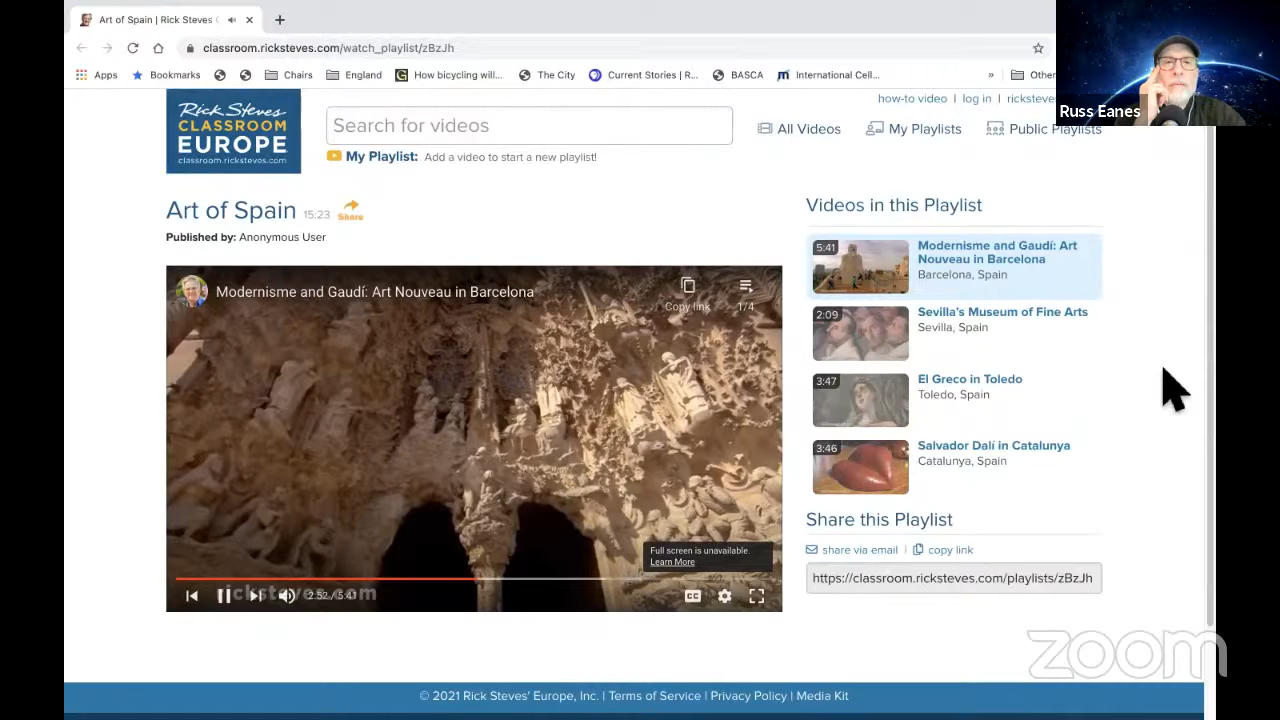 Art of Spain | Rick Steves
classroom.ricksteves.com/watch_playlist/zBzJh
Apps
Bookmarks
Chairs
England
How bicycling will...
The City
Current Stories | R...
BASCA
International Cell...
»
Other
Russ Eanes
Rick Steves
CLASSROOM
EUROPE
classroom.ricksteves.com
how-to video | log in | ricksteve
Search for videos
All Videos
My Playlists
Public Playlists
My Playlist: Add a video to start a new playlist!
Art of Spain 15:23 Share
Published by: Anonymous User
Modernisme and Gaudí: Art Nouveau in Barcelona
Copy link
1/4
Full screen is unavailable.
Learn More
ricksteves.com
2:52 / 5:41
CC
Videos in this Playlist
5:41
Modernisme and Gaudí: Art
Nouveau in Barcelona
Barcelona, Spain
2:09
Sevilla's Museum of Fine Arts
Sevilla, Spain
3:47
El Greco in Toledo
Toledo, Spain
3:46
Salvador Dalí in Catalunya
Catalunya, Spain
Share this Playlist
share via email | copy link
https://classroom.ricksteves.com/playlists/zBzJh
zoom
© 2021 Rick Steves' Europe, Inc. | Terms of Service | Privacy Policy | Media Kit